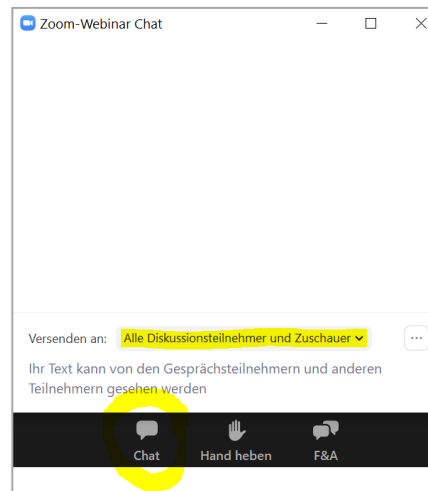 Zoom-Webinar Chat
Versenden an: Alle Diskussionsteilnehmer und Zuschauer
Ihr Text kann von den Gesprächsteilnehmern und anderen
Teilnehmern gesehen werden
Chat Hand heben F&A